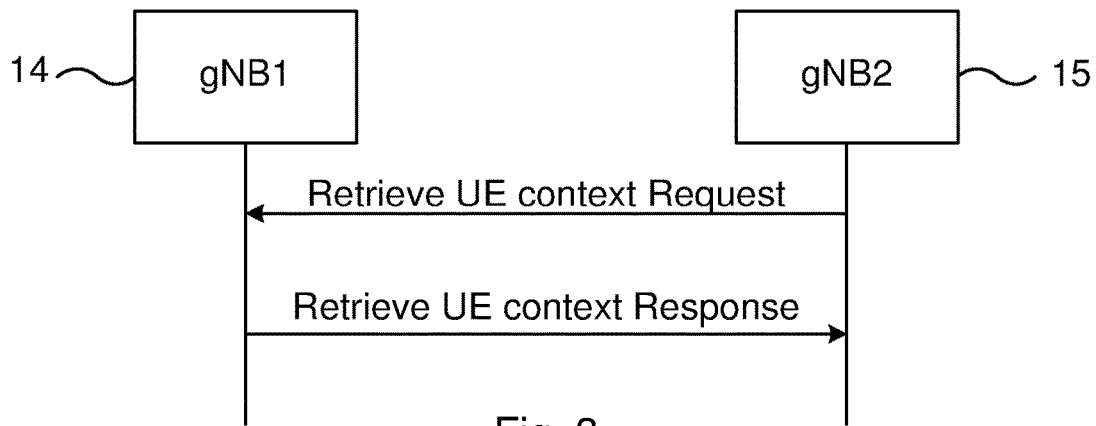 14
gNB1
gNB2
15
Retrieve UE context Request
Retrieve UE context Response